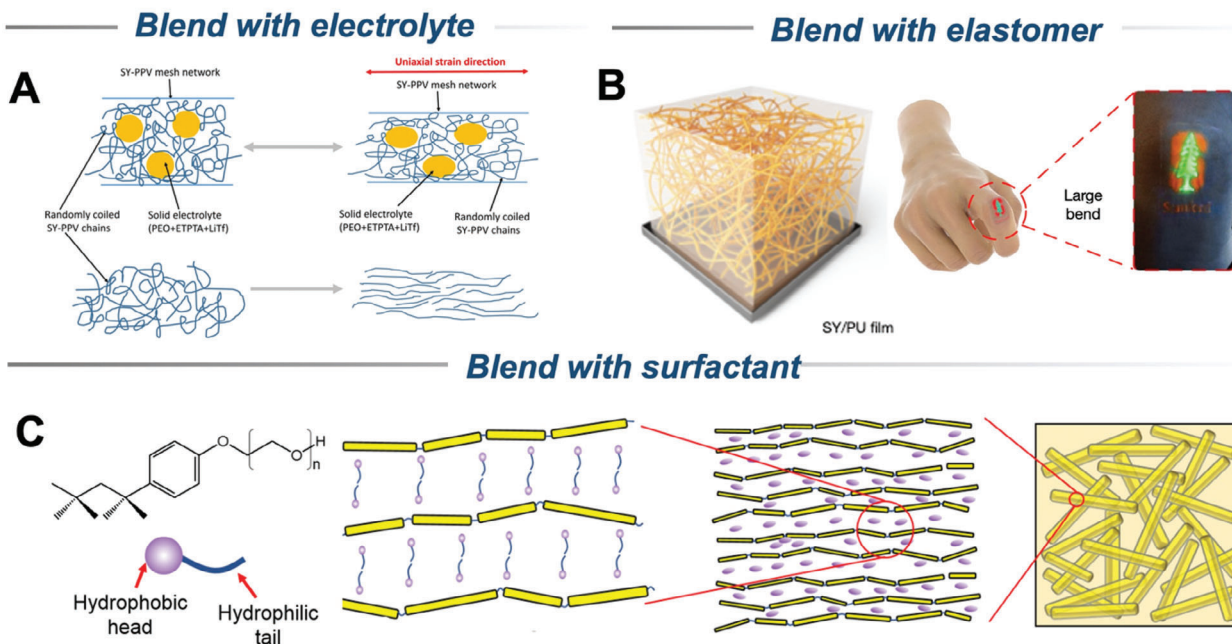 Blend with electrolyte
Blend with elastomer
A
Uniaxial strain direction
SY-PPV mesh network
SY-PPV mesh network
Randomly coiled
SY-PPV chains
Solid electrolyte
(PEO+ETPTA+LiTf)
Solid electrolyte
(PEO+ETPTA+LiTf)
Randomly coiled
SY-PPV chains
B
SY/PU film
Large
bend
Blend with surfactant
C
O
O
H
n
Hydrophobic
head
Hydrophilic
tail